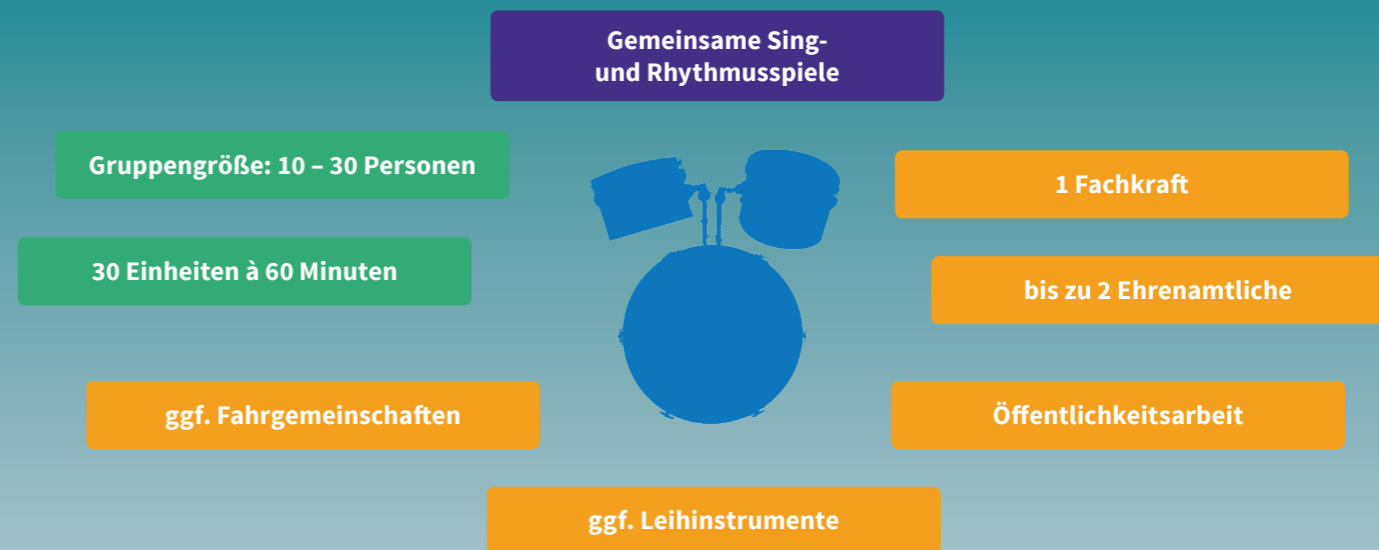 Gemeinsame Sing-
und Rhythmusspiele
Gruppengröße: 10 – 30 Personen
1 Fachkraft
30 Einheiten à 60 Minuten
bis zu 2 Ehrenamtliche
ggf. Fahrgemeinschaften
Öffentlichkeitsarbeit
ggf. Leihinstrumente